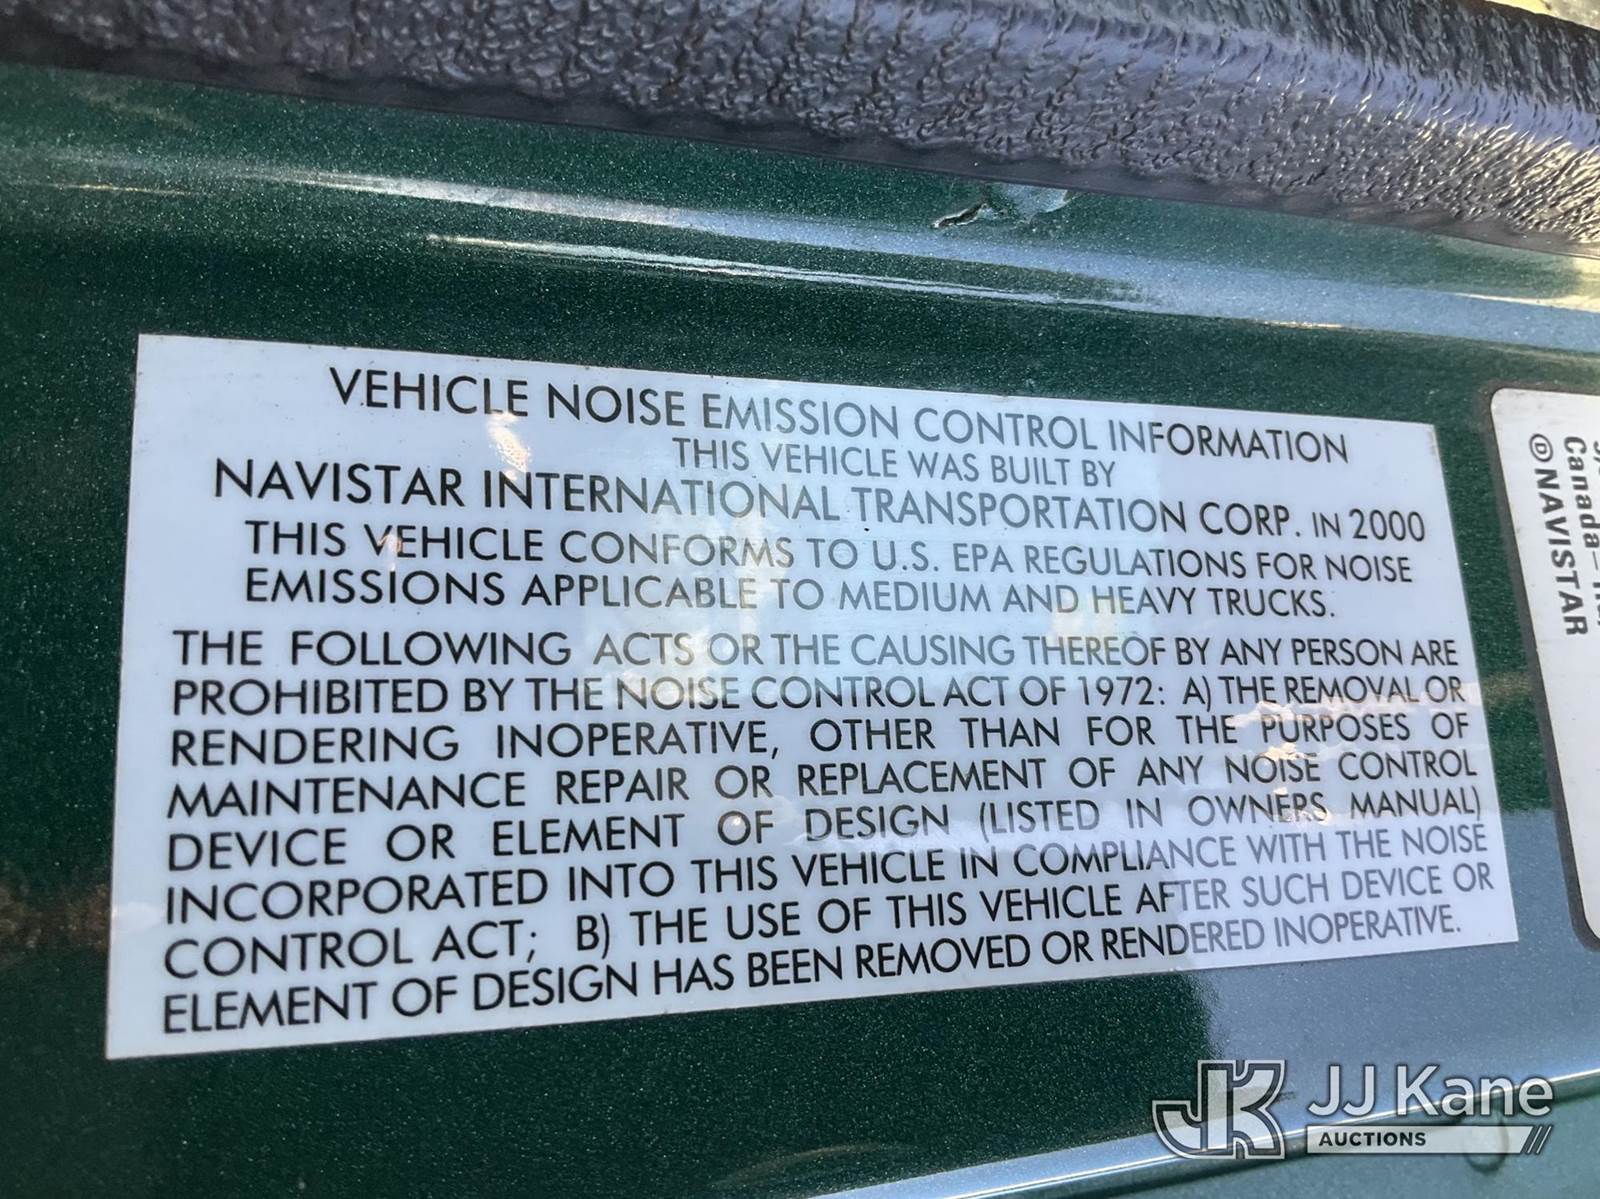 VEHICLE NOISE EMISSION CONTROL INFORMATION
THIS VEHICLE WAS BUILT BY
NAVISTAR INTERNATIONAL TRANSPORTATION CORP. IN 2000
THIS VEHICLE CONFORMS TO U.S. EPA REGULATIONS FOR NOISE
EMISSIONS APPLICABLE TO MEDIUM AND HEAVY TRUCKS.
THE FOLLOWING ACTS OR THE CAUSING THEREOF BY ANY PERSON ARE
PROHIBITED BY THE NOISE CONTROL ACT OF 1972: A) THE REMOVAL OR
RENDERING INOPERATIVE, OTHER THAN FOR THE PURPOSES OF
MAINTENANCE REPAIR OR REPLACEMENT OF ANY NOISE CONTROL
DEVICE OR ELEMENT OF DESIGN (LISTED IN OWNERS MANUAL)
INCORPORATED INTO THIS VEHICLE IN COMPLIANCE WITH THE NOISE
CONTROL ACT; B) THE USE OF THIS VEHICLE AFTER SUCH DEVICE OR
ELEMENT OF DESIGN HAS BEEN REMOVED OR RENDERED INOPERATIVE.
Canada–
®NAVISTAR
JK JJ Kane
AUCTIONS